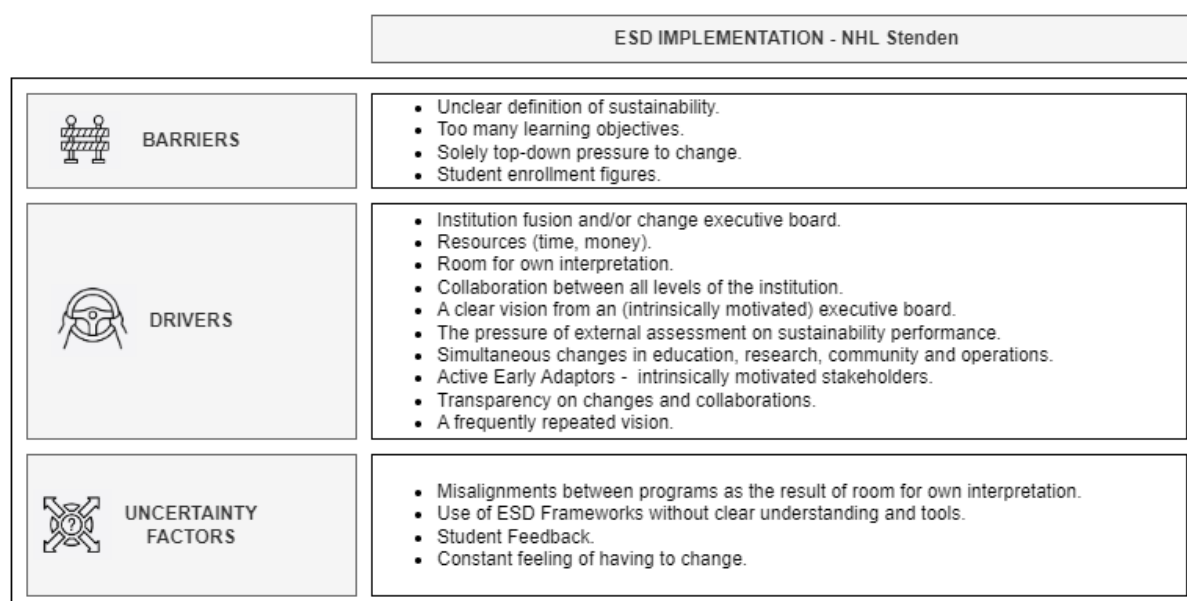 ESD IMPLEMENTATION - NHL Stenden
BARRIERS
• Unclear definition of sustainability.
• Too many learning objectives.
• Solely top-down pressure to change.
• Student enrollment figures.
DRIVERS
• Institution fusion and/or change executive board.
• Resources (time, money).
• Room for own interpretation.
• Collaboration between all levels of the institution.
• A clear vision from an (intrinsically motivated) executive board.
• The pressure of external assessment on sustainability performance.
• Simultaneous changes in education, research, community and operations.
• Active Early Adaptors - intrinsically motivated stakeholders.
• Transparency on changes and collaborations.
• A frequently repeated vision.
?
UNCERTAINTY
FACTORS
• Misalignments between programs as the result of room for own interpretation.
• Use of ESD Frameworks without clear understanding and tools.
• Student Feedback.
• Constant feeling of having to change.